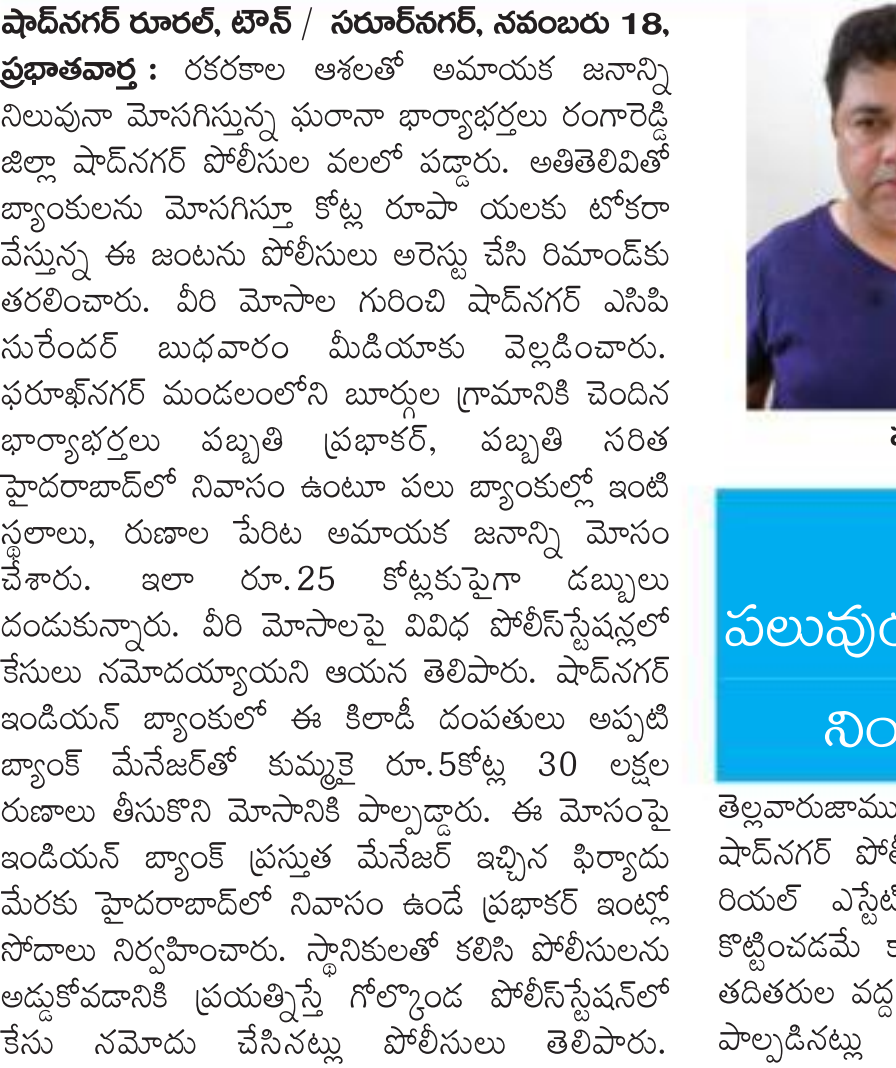 షాద్‌నగర్ రూరల్, టౌన్ / సరూర్‌నగర్, నవంబరు 18,
ప్రభాతవార్త : రకరకాల ఆశలతో అమాయక జనాన్ని
నిలువునా మోసగిస్తున్న ఘరానా భార్యాభర్తలు రంగారెడ్డి
జిల్లా షాద్‌నగర్ పోలీసుల వలలో పడ్డారు. అతితెలివితో
బ్యాంకులను మోసగిస్తూ కోట్ల రూపా యలకు టోకరా
వేస్తున్న ఈ జంటను పోలీసులు అరెస్టు చేసి రిమాండ్‌కు
తరలించారు. వీరి మోసాల గురించి షాద్‌నగర్ ఎసిపి
సురేందర్ బుధవారం మీడియాకు వెల్లడించారు.
ఫరూఖ్‌నగర్ మండలంలోని బూర్గుల గ్రామానికి చెందిన
భార్యాభర్తలు పబ్బతి ప్రభాకర్, పబ్బతి సరిత
హైదరాబాద్‌లో నివాసం ఉంటూ పలు బ్యాంకుల్లో ఇంటి
స్థలాలు, రుణాల పేరిట అమాయక జనాన్ని మోసం
చేశారు. ఇలా రూ.25 కోట్లకుపైగా డబ్బులు
దండుకున్నారు. వీరి మోసాలపై వివిధ పోలీస్‌స్టేషన్లలో
కేసులు నమోదయ్యాయని ఆయన తెలిపారు. షాద్‌నగర్
ఇండియన్ బ్యాంకులో ఈ కిలాడీ దంపతులు అప్పటి
బ్యాంక్ మేనేజర్‌తో కుమ్మకై రూ.5కోట్ల 30 లక్షల
రుణాలు తీసుకొని మోసానికి పాల్పడ్డారు. ఈ మోసంపై
ఇండియన్ బ్యాంక్ ప్రస్తుత మేనేజర్ ఇచ్చిన ఫిర్యాదు
మేరకు హైదరాబాద్‌లో నివాసం ఉండే ప్రభాకర్ ఇంట్లో
సోదాలు నిర్వహించారు. స్థానికులతో కలిసి పోలీసులను
అడ్డుకోవడానికి ప్రయత్నిస్తే గోల్కొండ పోలీస్‌స్టేషన్‌లో
కేసు నమోదు చేసినట్లు పోలీసులు తెలిపారు.
పలువు
నిం
తెల్లవారుజాము
షాద్‌నగర్
రియల్ ఎస్టేట్
కొట్టించడమే
తదితరుల వద్ద
పాల్పడినట్లు